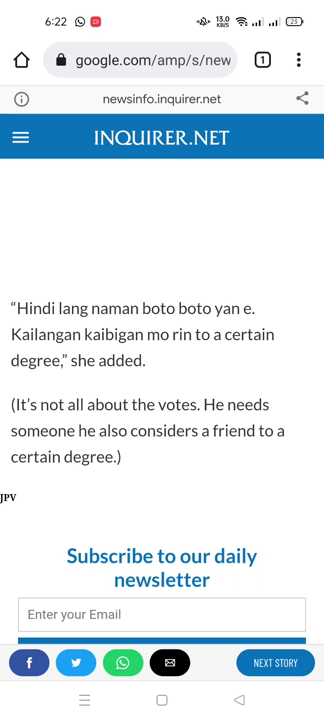 6:22
13.0
KB/S
23
google.com/amp/s/new
1
newsinfo.inquirer.net
INQUIRER.NET
“Hindi lang naman boto boto yan e.
Kailangan kaibigan mo rin to a certain
degree,” she added.
(It’s not all about the votes. He needs
someone he also considers a friend to a
certain degree.)
JPV
Subscribe to our daily
newsletter
Enter your Email
f
NEXT STORY